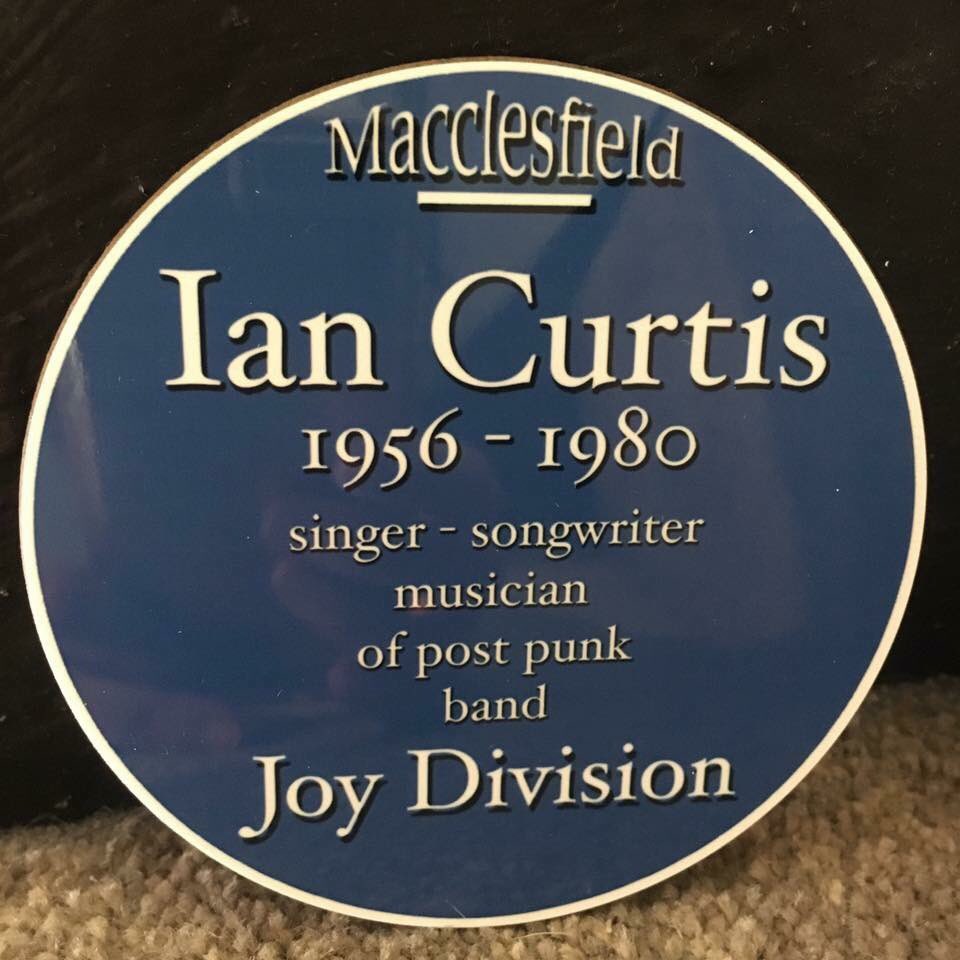 Macclesfield
Ian Curtis
1956 - 1980
singer - songwriter
musician
of post punk
band
Joy Division